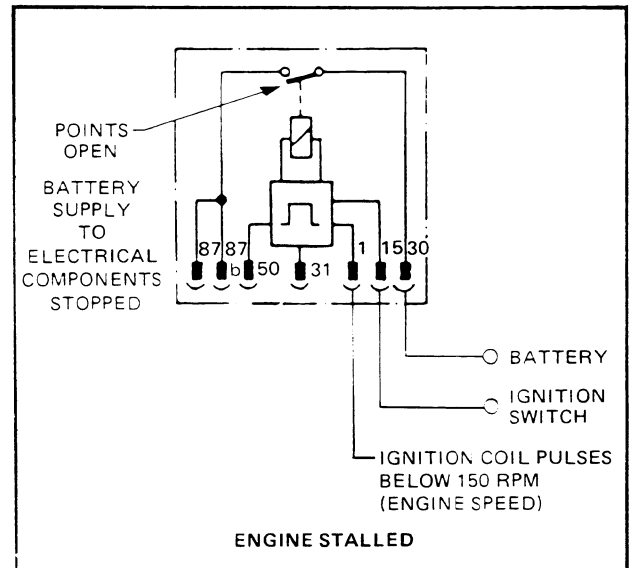 POINTS
OPEN
BATTERY
SUPPLY
TO
ELECTRICAL
COMPONENTS
STOPPED
87 87 b 50 31 1 15 30
BATTERY
IGNITION
SWITCH
IGNITION COIL PULSES
BELOW 150 RPM
(ENGINE SPEED)
ENGINE STALLED